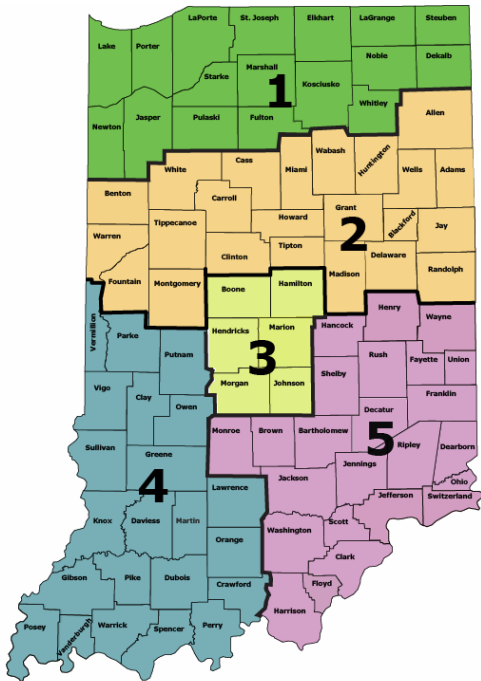 LaPorte
St. Joseph
Elkhart
LaGrange
Steuben
Lake
Porter
Noble
Dekalb
Starke
Marshall
Kosciusko
1
Newton
Jasper
Pulaski
Fulton
Whitley
Allen
White
Cass
Miami
Wabash
Huntington
Wells
Adams
Benton
Carroll
Grant
Blackford
Jay
Warren
Tippecanoe
Howard
2
Clinton
Tipton
Madison
Delaware
Randolph
Fountain
Montgomery
Boone
Hamilton
Vermillion
Parke
Putnam
Hendricks
Marion
3
Hancock
Henry
Wayne
Rush
Fayette
Union
Shelby
Morgan
Johnson
Vigo
Clay
Owen
Franklin
Decatur
Monroe
Brown
Bartholomew
5
Ripley
Dearborn
Sullivan
Greene
4
Jennings
Jackson
Ohio
Lawrence
Jefferson
Switzerland
Knox
Daviess
Martin
Washington
Scott
Orange
Clark
Gibson
Pike
Dubois
Crawford
Floyd
Harrison
Posey
Vanderburgh
Warrick
Spencer
Perry